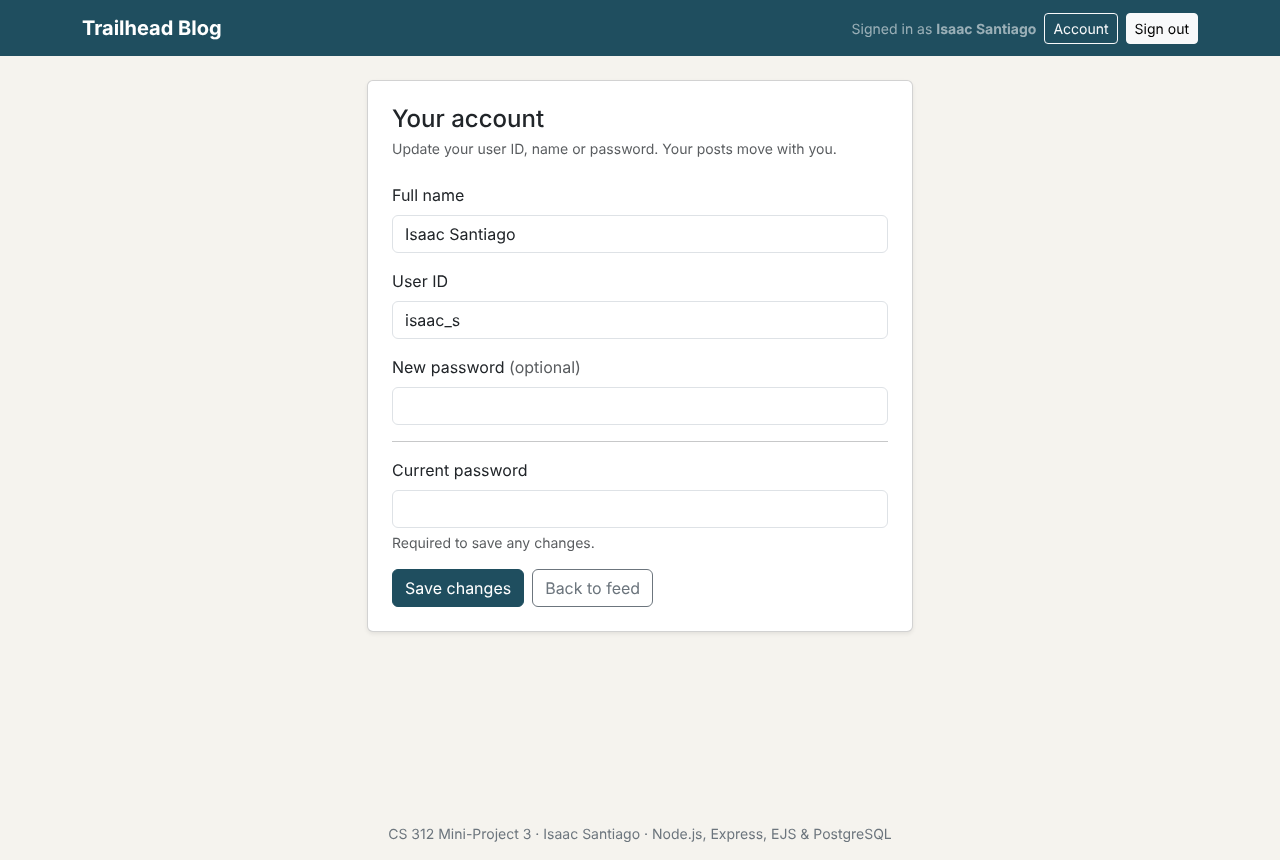 Trailhead Blog
Signed in as Isaac Santiago
Account
Sign out
Your account
Update your user ID, name or password. Your posts move with you.
Full name
Isaac Santiago
User ID
isaac_s
New password (optional)
Current password
Required to save any changes.
Save changes
Back to feed
CS 312 Mini-Project 3 · Isaac Santiago · Node.js, Express, EJS & PostgreSQL